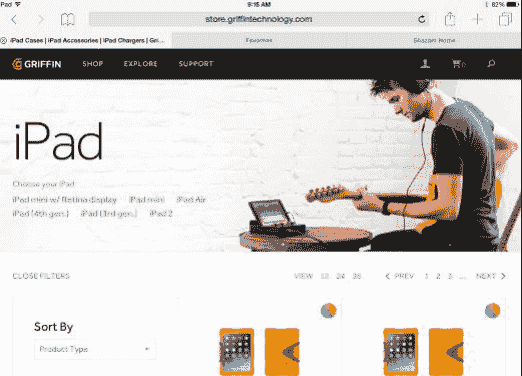 iPad
9:15 AM
82%
store.griffintechnology.com
iPad Cases | iPad Accessories | iPad Chargers | Gri...
Favorites
GRIFFIN SHOP EXPLORE SUPPORT
iPad
Choose your iPad
iPad mini w/ Retina display iPad mini iPad Air
iPad (4th gen.) iPad (3rd gen.) iPad 2
CLOSE FILTERS
VIEW 12 24 36 PREV 1 2 3 ... NEXT
Sort By
Product Type